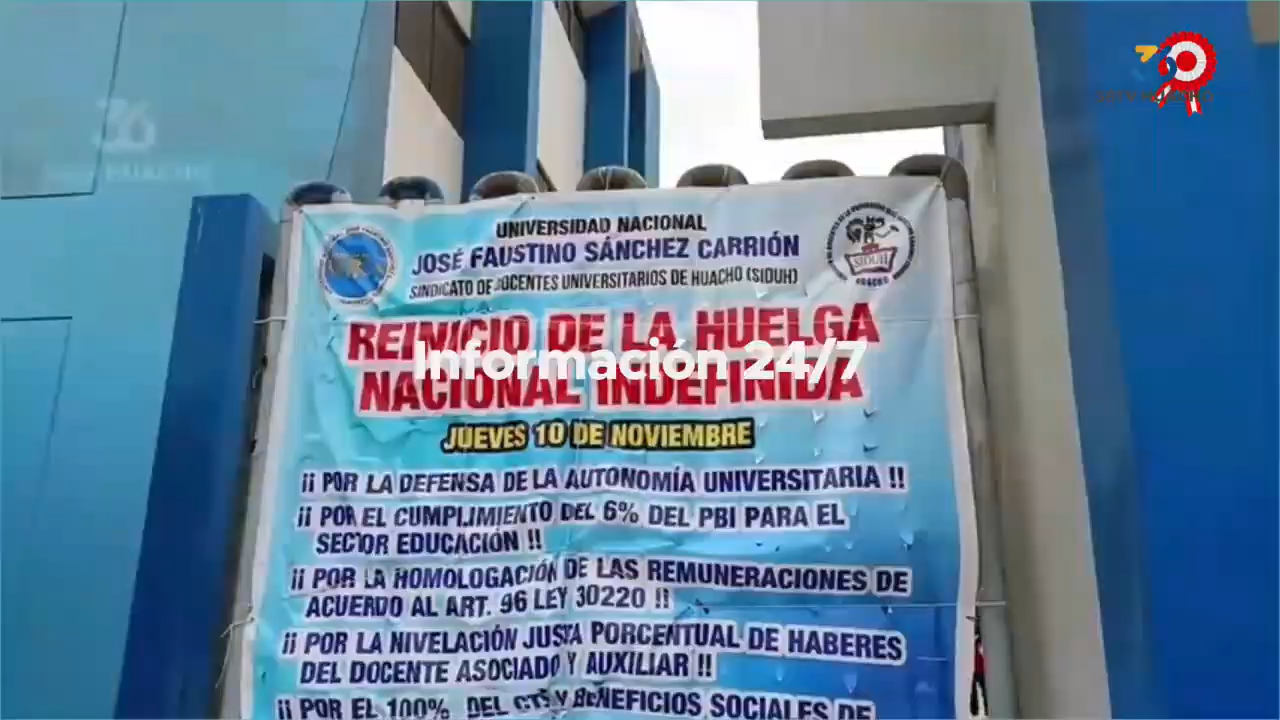 36
HUACHO
UNIVERSIDAD NACIONAL
JOSÉ FAUSTINO SÁNCHEZ CARRIÓN
SINDICATO DE DOCENTES UNIVERSITARIOS DE HUACHO (SIDUH)
SIDUH
HUACHO
REINICIO DE LA HUELGA
NACIONAL INDEFINIDA
Información 24/7
JUEVES 10 DE NOVIEMBRE
¡¡ POR LA DEFENSA DE LA AUTONOMÍA UNIVERSITARIA !!
¡¡ POR EL CUMPLIMIENTO DEL 6% DEL PBI PARA EL
SECTOR EDUCACIÓN !!
¡¡ POR LA HOMOLOGACIÓN DE LAS REMUNERACIONES DE
ACUERDO AL ART. 96 LEY 30220 !!
¡¡ POR LA NIVELACIÓN JUSTA PORCENTUAL DE HABERES
DEL DOCENTE ASOCIADO Y AUXILIAR !!
¡¡ POR EL 100% DEL CTS Y BENEFICIOS SOCIALES DE